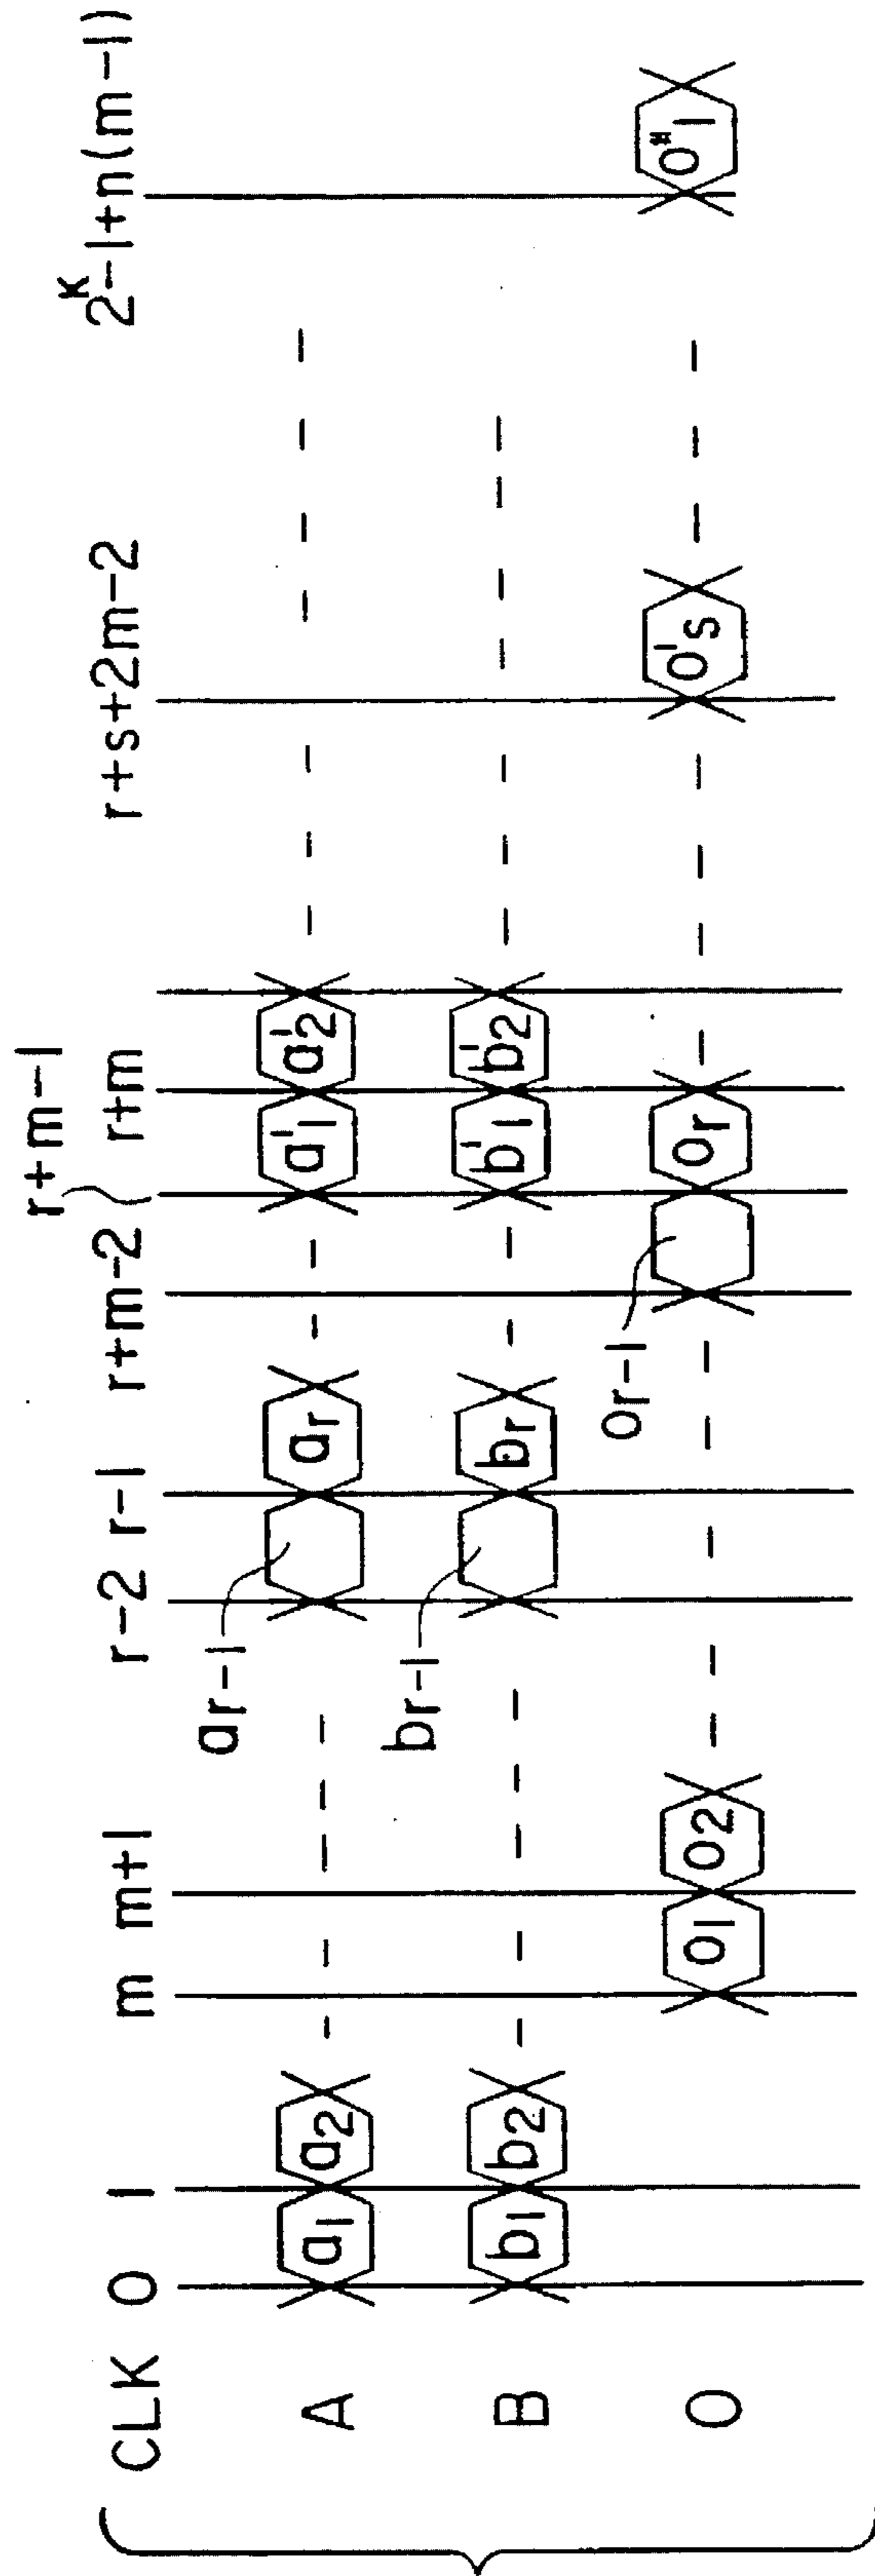 CLK 0 1 m m+1 r-2 r-1 r+m-2 r+m-1 r+m r+s+2m-2 2^K-1+n(m-1)
A a1 a2 ar-1 ar a'1 a'2
B b1 b2 br-1 br b'1 b'2
O o1 o2 or-1 or o's o"1